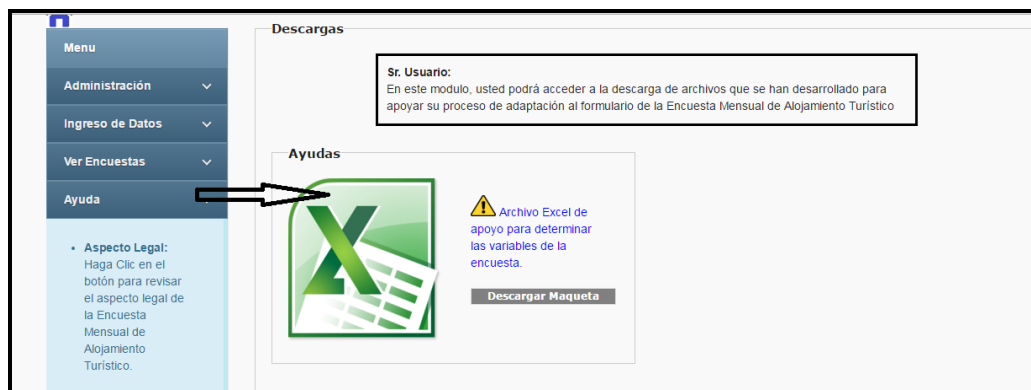 Menu
Administración
Ingreso de Datos
Ver Encuestas
Ayuda
• Aspecto Legal:
Haga Clic en el
botón para revisar
el aspecto legal de
la Encuesta
Mensual de
Alojamiento
Turístico.
Descargas
Sr. Usuario:
En este modulo, usted podrá acceder a la descarga de archivos que se han desarrollado para
apoyar su proceso de adaptación al formulario de la Encuesta Mensual de Alojamiento Turístico
Ayudas
Archivo Excel de
apoyo para determinar
las variables de la
encuesta.
Descargar Maqueta